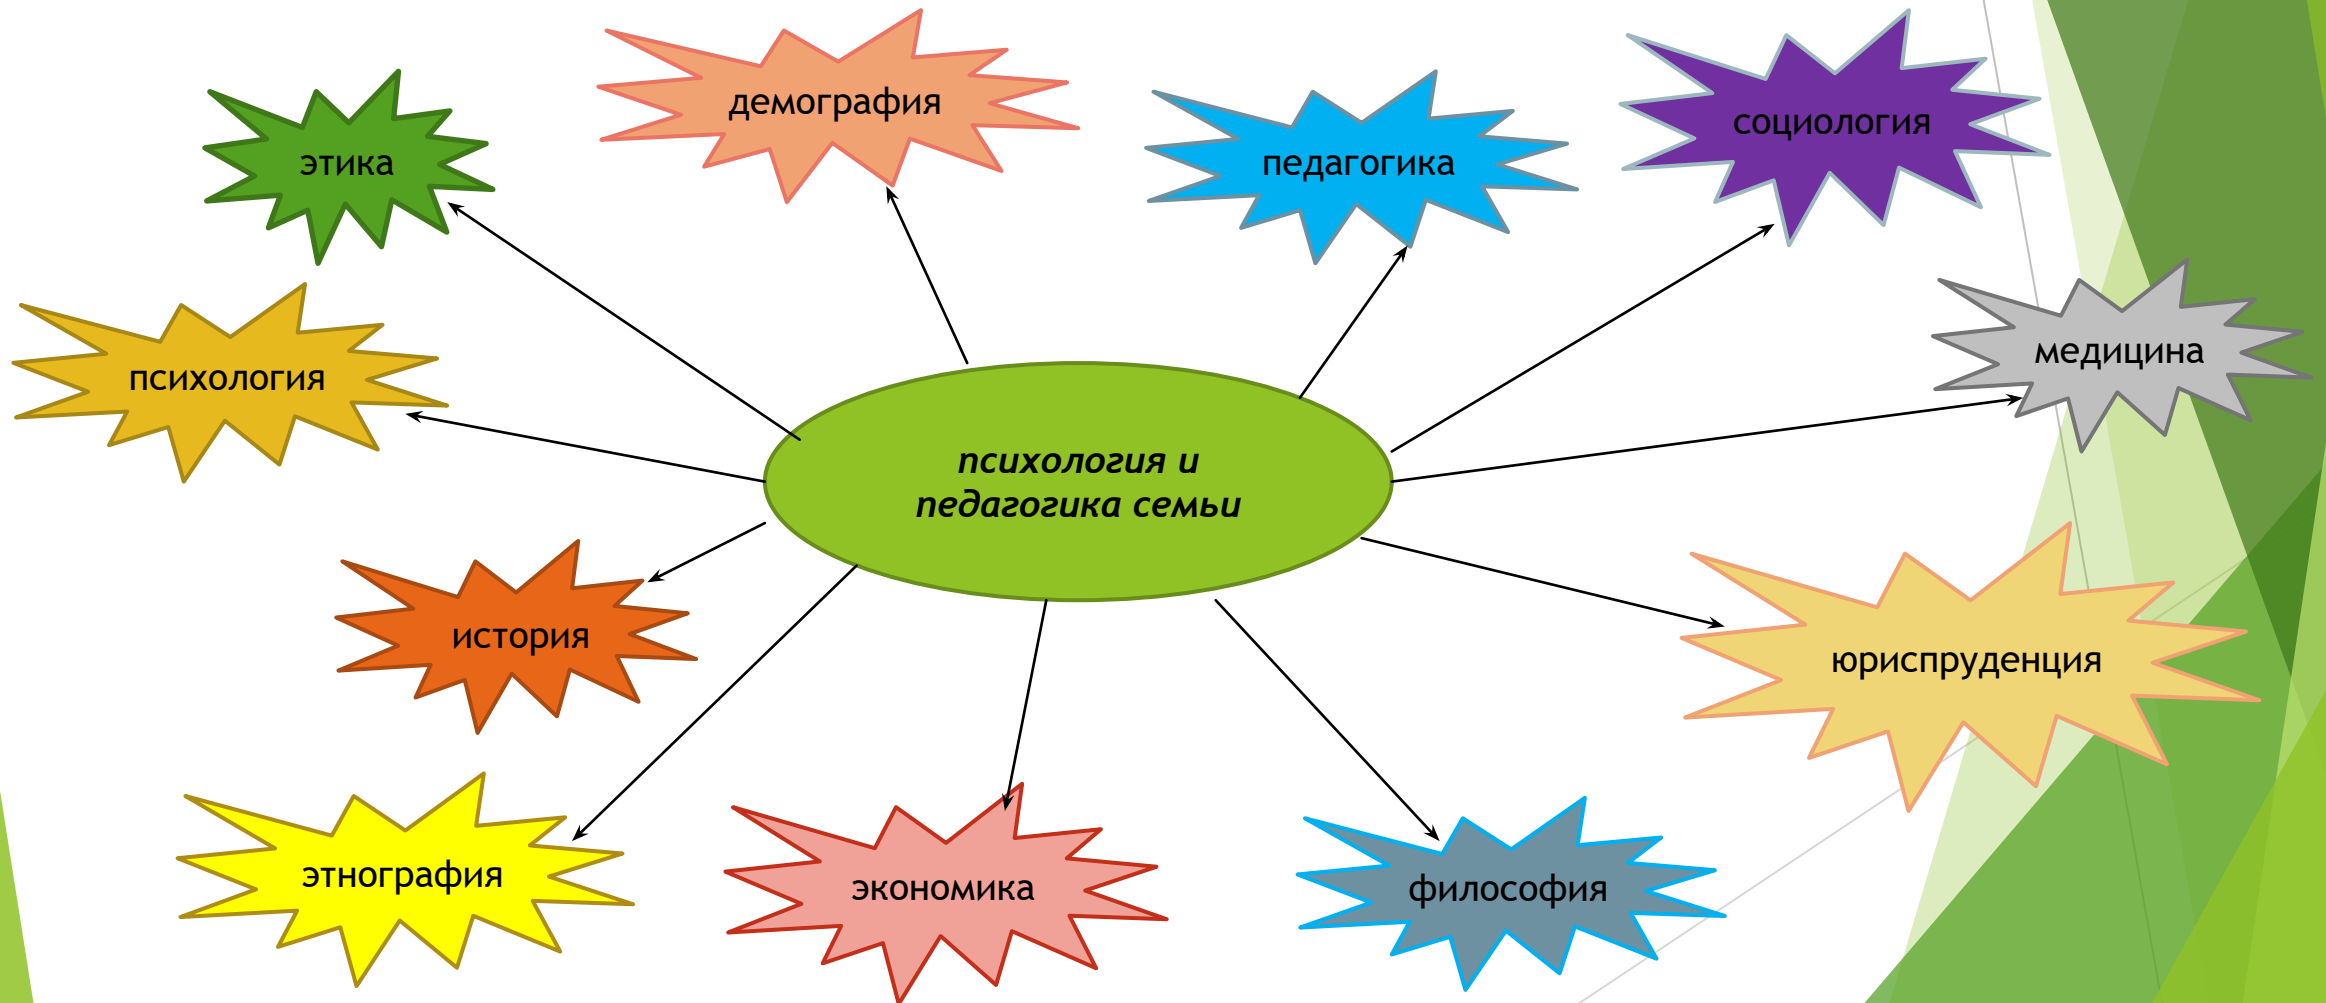 демография
социология
педагогика
этика
медицина
психология
психология и
педагогика семьи
история
юриспруденция
этнография
экономика
философия